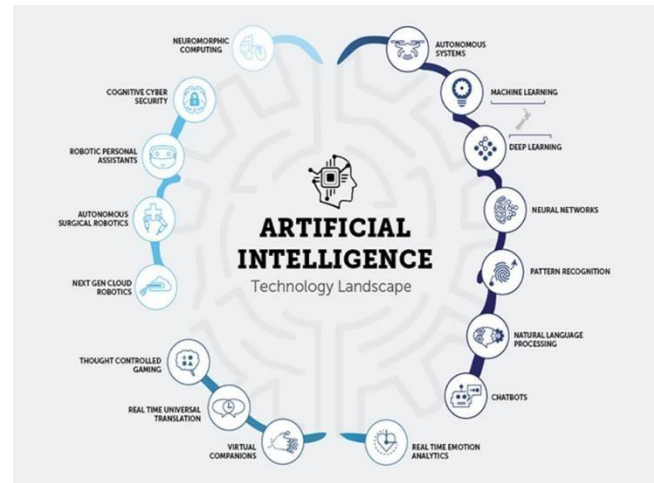 NEUROMORPHIC
COMPUTING
COGNITIVE CYBER
SECURITY
ROBOTIC PERSONAL
ASSISTANTS
AUTONOMOUS
SURGICAL ROBOTICS
NEXT GEN CLOUD
ROBOTICS
THOUGHT CONTROLLED
GAMING
REAL TIME UNIVERSAL
TRANSLATION
VIRTUAL
COMPANIONS
ARTIFICIAL
INTELLIGENCE
Technology Landscape
AUTONOMOUS
SYSTEMS
MACHINE LEARNING
DEEP LEARNING
NEURAL NETWORKS
PATTERN RECOGNITION
NATURAL LANGUAGE
PROCESSING
CHATBOTS
REAL TIME EMOTION
ANALYTICS